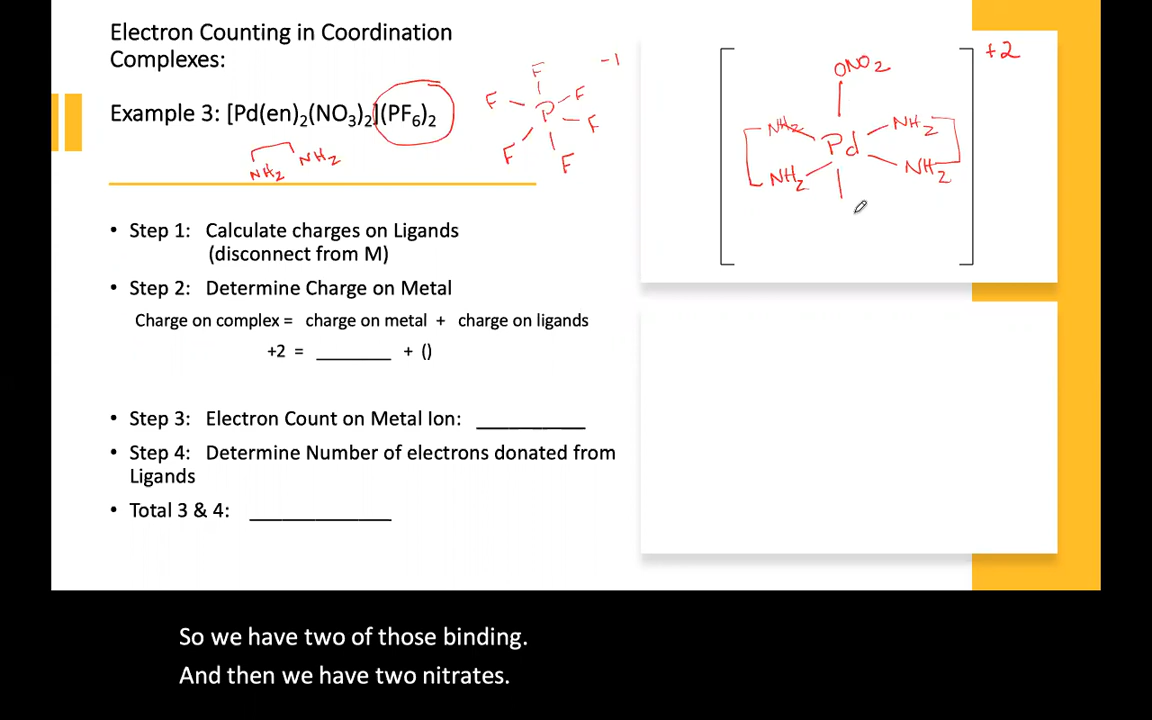 Electron Counting in Coordination
Complexes:
Example 3: [Pd(en)₂(NO₃)₂](PF₆)₂
NH₂ NH₂
F F F F F F P -1
+2
ONO₂
NH₂ Pd NH₂
NH₂ NH₂
• Step 1: Calculate charges on Ligands
(disconnect from M)
• Step 2: Determine Charge on Metal
Charge on complex = charge on metal + charge on ligands
+2 = ________ + ()
• Step 3: Electron Count on Metal Ion: __________
• Step 4: Determine Number of electrons donated from
Ligands
• Total 3 & 4: _____________
So we have two of those binding.
And then we have two nitrates.